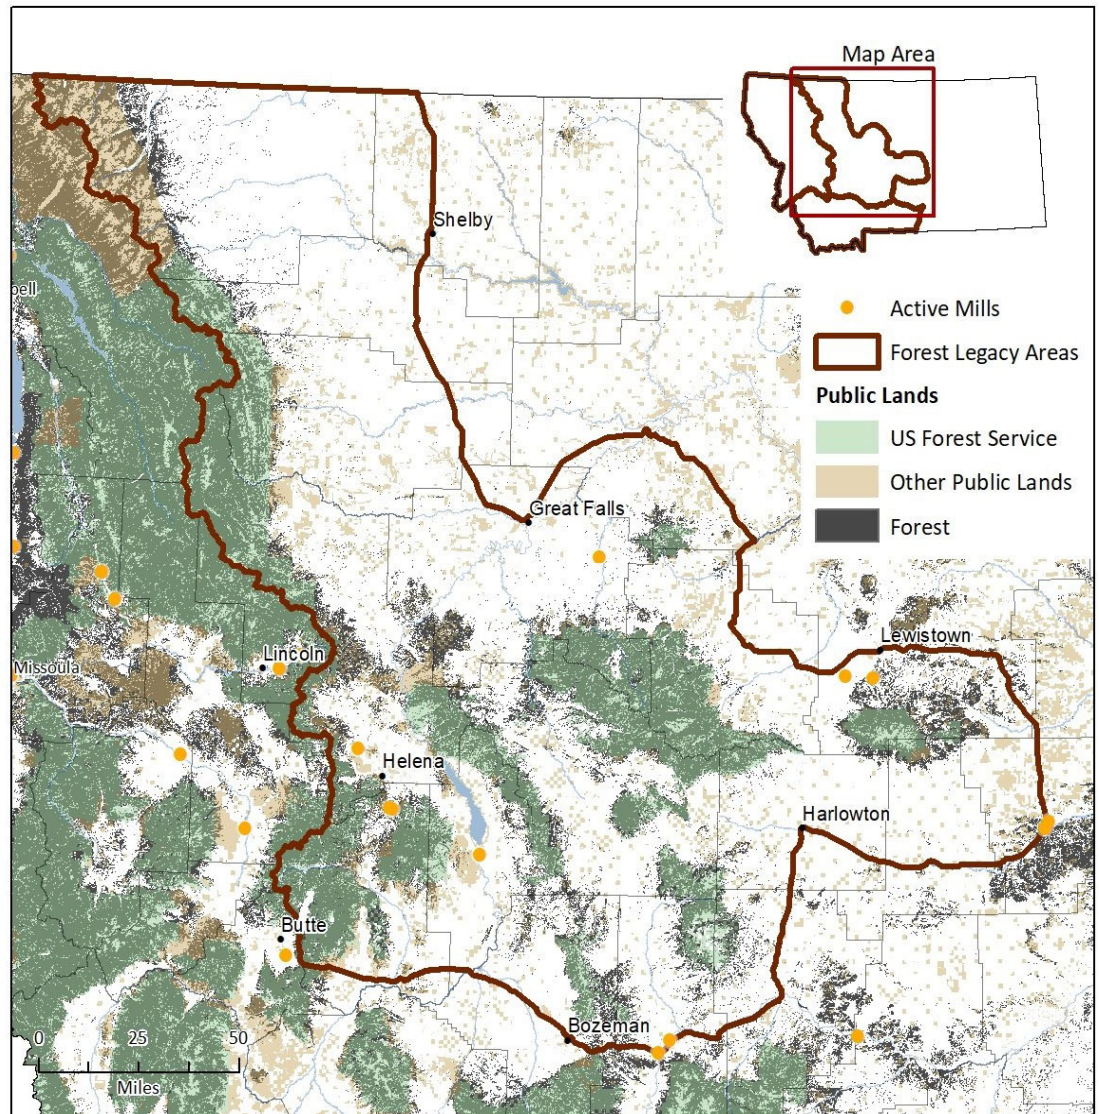 Map Area
Shelby
pell
Active Mills
Forest Legacy Areas
Public Lands
US Forest Service
Other Public Lands
Forest
Great Falls
Lewistown
Lincoln
Missoula
Helena
Harlowton
Butte
Bozeman
0 25 50
Miles